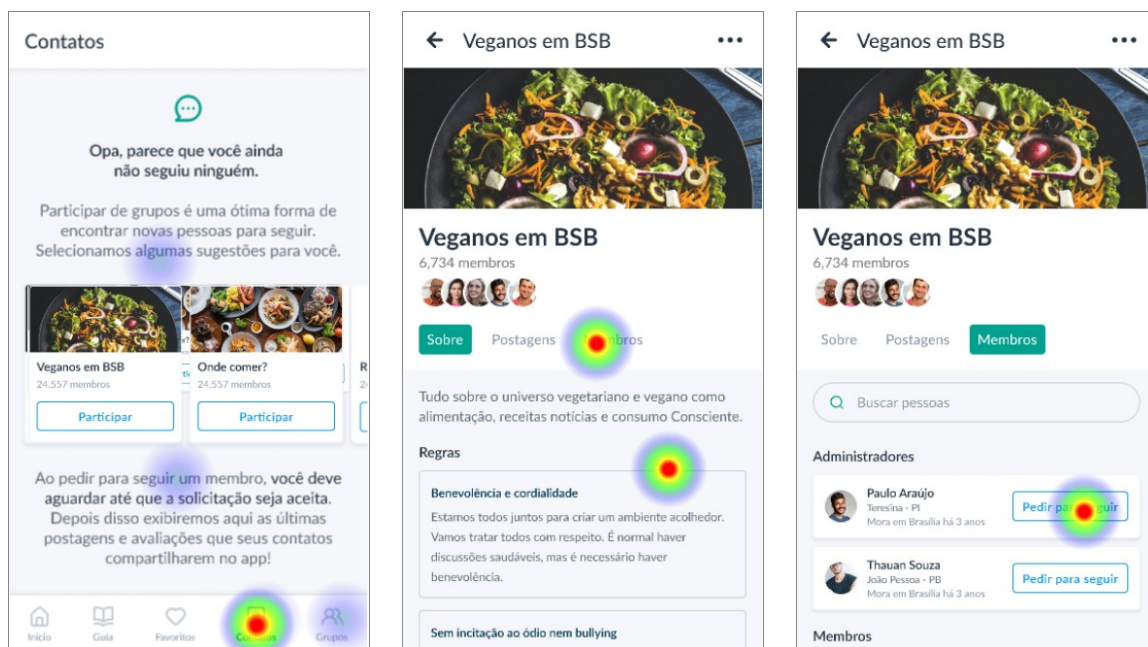 Contatos
Opa, parece que você ainda
não seguiu ninguém.
Participar de grupos é uma ótima forma de
encontrar novas pessoas para seguir.
Selecionamos algumas sugestões para você.
Veganos em BSB
24.557 membros
Participar
Onde comer?
24.557 membros
Participar
Ao pedir para seguir um membro, você deve
aguardar até que a solicitação seja aceita.
Depois disso exibiremos aqui as últimas
postagens e avaliações que seus contatos
compartilharem no app!
Início
Guia
Favoritos
Contatos
Grupos
Veganos em BSB
Veganos em BSB
6,734 membros
Sobre
Postagens
Membros
Tudo sobre o universo vegetariano e vegano como
alimentação, receitas notícias e consumo Consciente.
Regras
Benevolência e cordialidade
Estamos todos juntos para criar um ambiente acolhedor.
Vamos tratar todos com respeito. É normal haver
discussões saudáveis, mas é necessário haver
benevolência.
Sem incitação ao ódio nem bullying
Veganos em BSB
Veganos em BSB
6,734 membros
Sobre
Postagens
Membros
Buscar pessoas
Administradores
Paulo Araújo
Teresina - PI
Mora em Brasília há 3 anos
Pedir para seguir
Thauan Souza
João Pessoa - PB
Mora em Brasília há 3 anos
Pedir para seguir
Membros